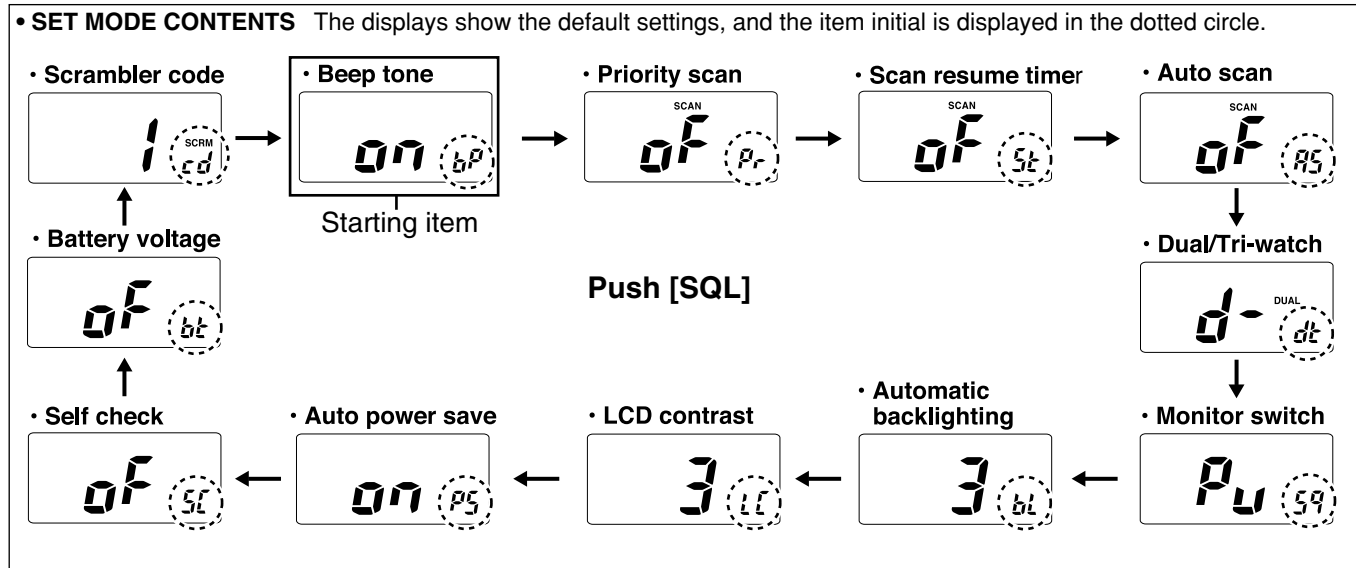 • SET MODE CONTENTS The displays show the default settings, and the item initial is displayed in the dotted circle.
· Scrambler code
1 SCRM cd
· Beep tone
on bP
Starting item
· Priority scan
SCAN
oF Pr
· Scan resume timer
SCAN
oF St
· Auto scan
SCAN
oF AS
· Dual/Tri-watch
d- DUAL dt
· Monitor switch
Pu Sq
· Automatic
backlighting
3 bL
· LCD contrast
3 LC
· Auto power save
on PS
· Self check
oF SC
· Battery voltage
oF bt
Push [SQL]